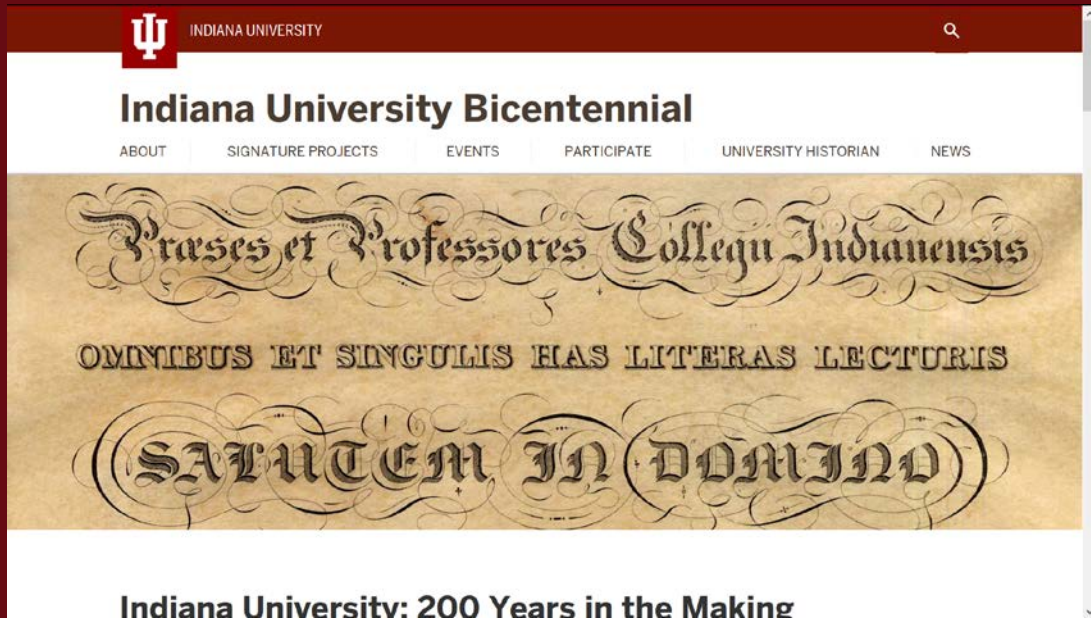 INDIANA UNIVERSITY
Indiana University Bicentennial
ABOUT SIGNATURE PROJECTS EVENTS PARTICIPATE UNIVERSITY HISTORIAN NEWS
Præses et Professores Collegii Indianensis
OMNIBUS ET SINGULIS HAS LITERAS LECTURIS
SALUTEM IN DOMINO
Indiana University: 200 Years in the Making